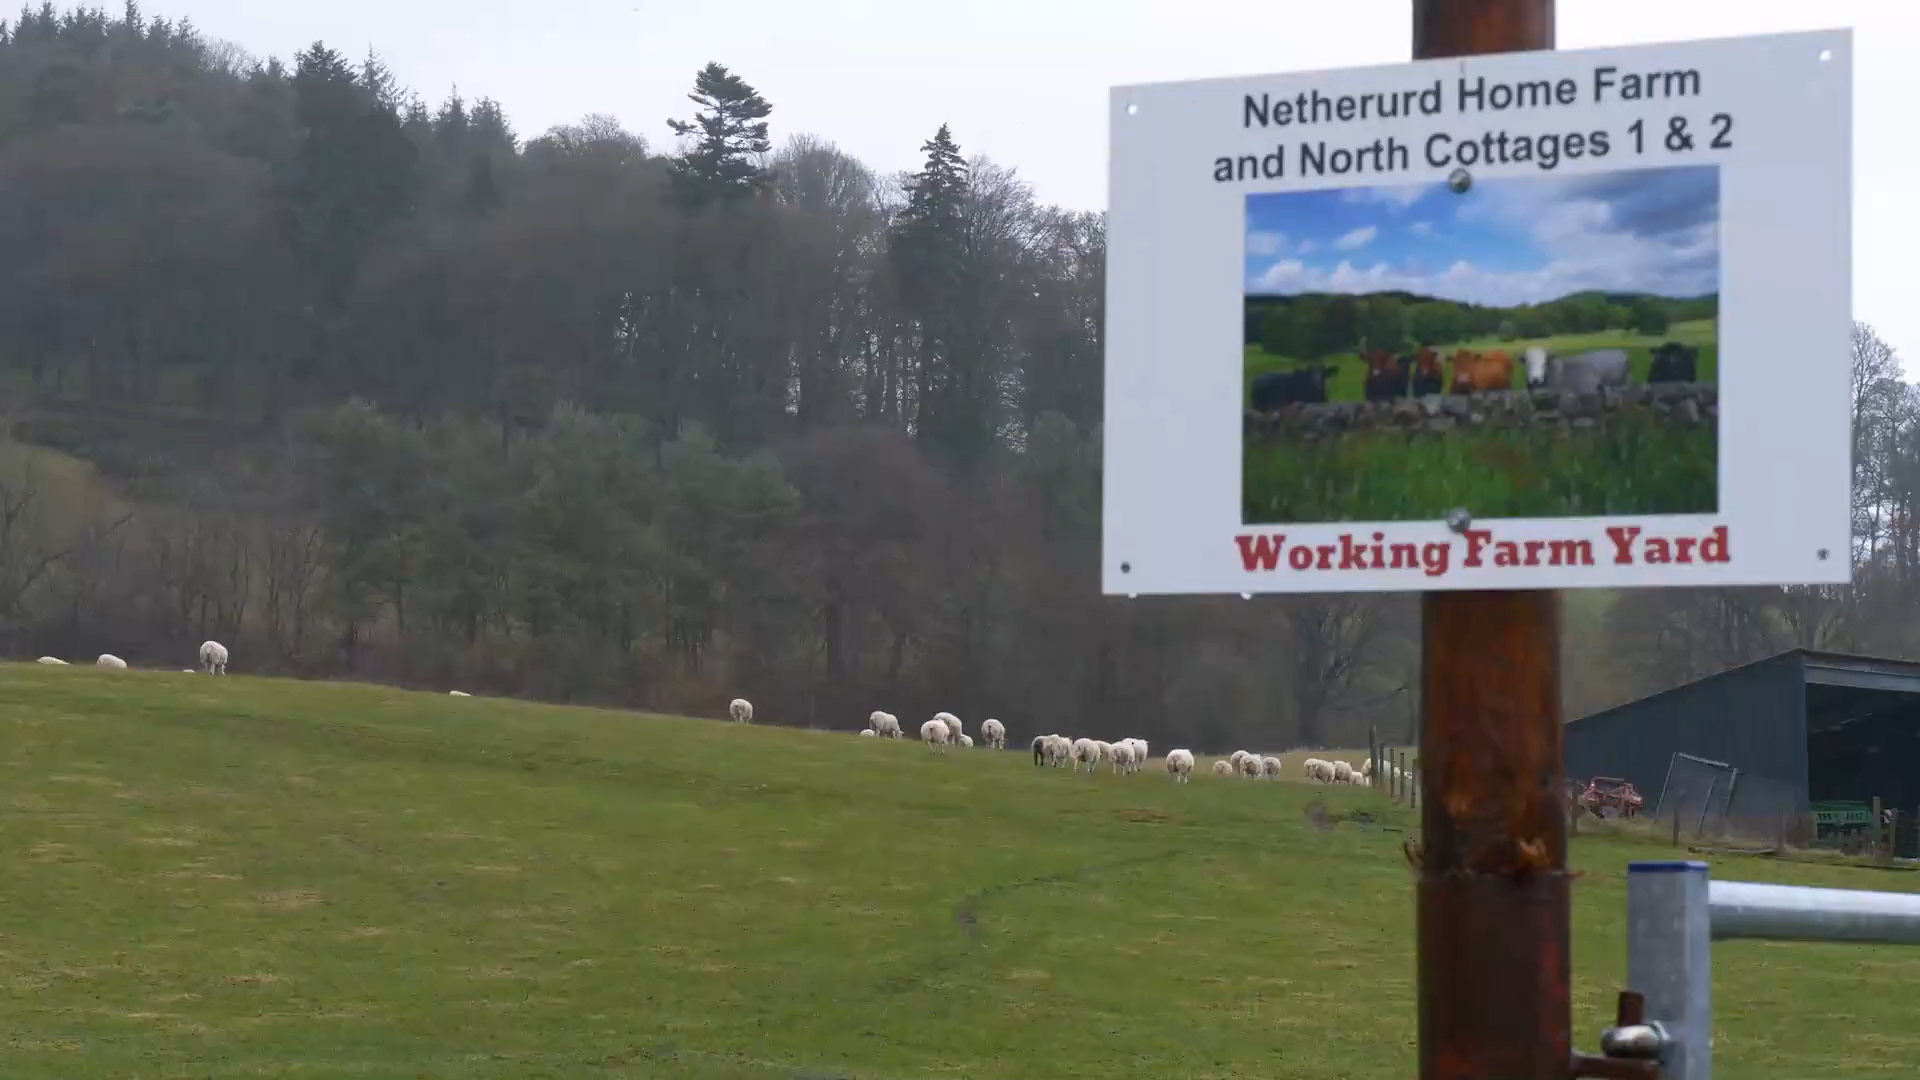 Netherurd Home Farm
and North Cottages 1 & 2
Working Farm Yard